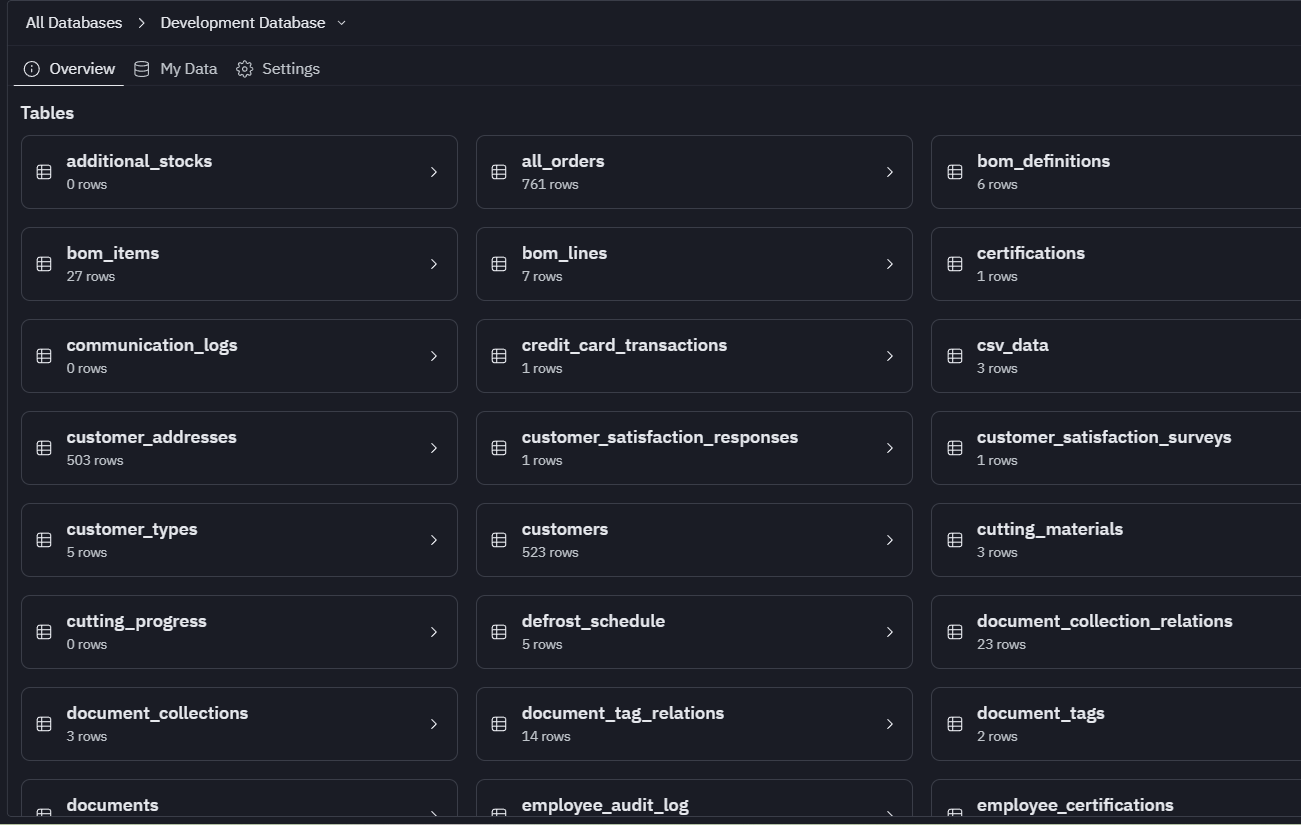 All Databases > Development Database
Overview My Data Settings
Tables
additional_stocks
0 rows
all_orders
761 rows
bom_definitions
6 rows
bom_items
27 rows
bom_lines
7 rows
certifications
1 rows
communication_logs
0 rows
credit_card_transactions
1 rows
csv_data
3 rows
customer_addresses
503 rows
customer_satisfaction_responses
1 rows
customer_satisfaction_surveys
1 rows
customer_types
5 rows
customers
523 rows
cutting_materials
3 rows
cutting_progress
0 rows
defrost_schedule
5 rows
document_collection_relations
23 rows
document_collections
3 rows
document_tag_relations
14 rows
document_tags
2 rows
documents
employee_audit_log
employee_certifications